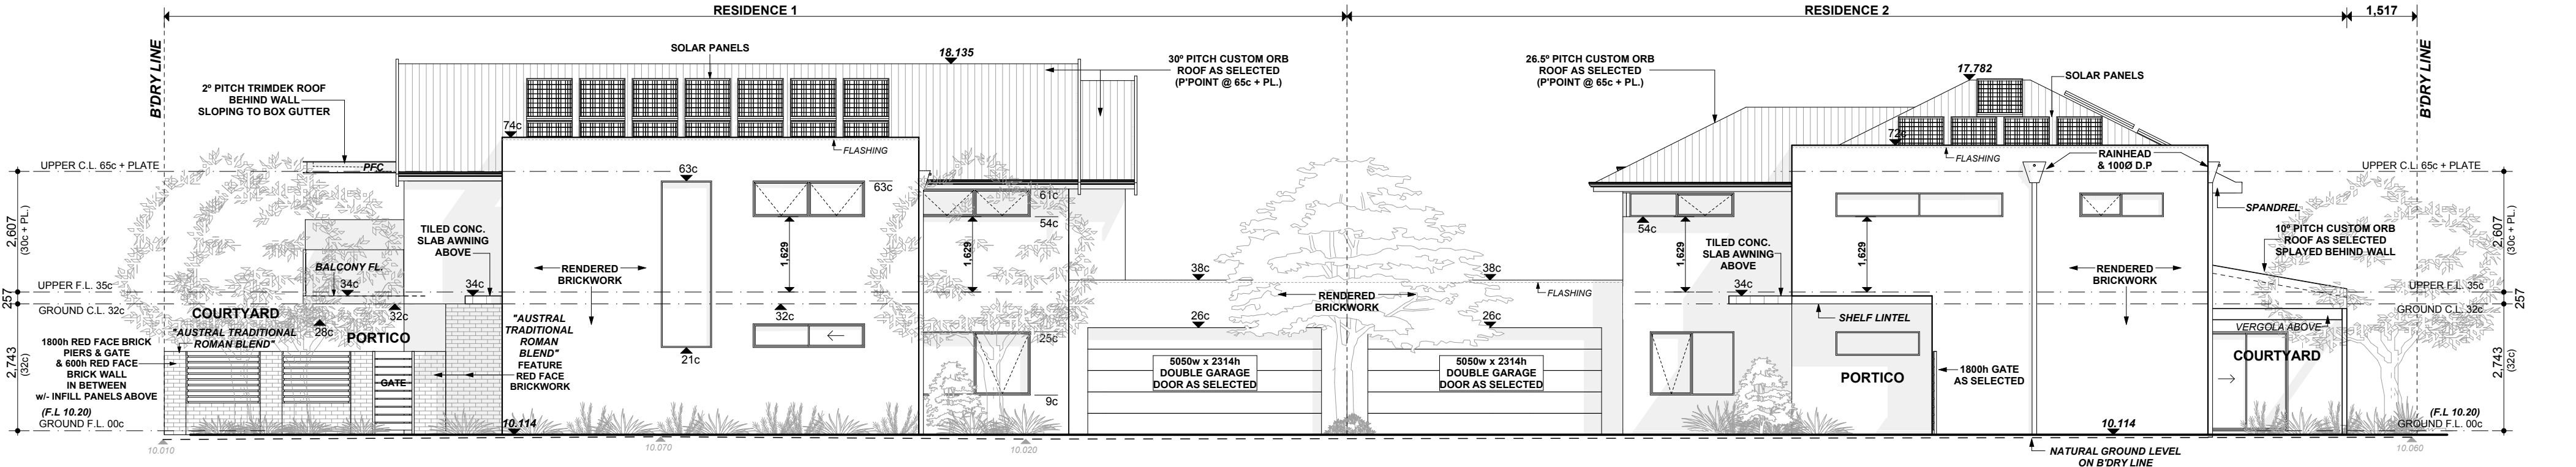 RESIDENCE 1
RESIDENCE 2
1,517
B'DRY LINE
B'DRY LINE
2º PITCH TRIMDEK ROOF
BEHIND WALL
SLOPING TO BOX GUTTER
SOLAR PANELS
18.135
30º PITCH CUSTOM ORB
ROOF AS SELECTED
(P'POINT @ 65c + PL.)
26.5º PITCH CUSTOM ORB
ROOF AS SELECTED
(P'POINT @ 65c + PL.)
17.782
SOLAR PANELS
74c
FLASHING
72c
FLASHING
RAINHEAD
& 100Ø D.P
UPPER C.L. 65c + PLATE
PFC
UPPER C.L. 65c + PLATE
63c
63c
61c
54c
54c
SPANDREL
2,607
(30c + PL.)
TILED CONC.
SLAB AWNING
ABOVE
1,629
1,629
1,629
TILED CONC.
SLAB AWNING
ABOVE
1,629
10º PITCH CUSTOM ORB
ROOF AS SELECTED
SPLAYED BEHIND WALL
2,607
(30c + PL.)
BALCONY FL.
RENDERED
BRICKWORK
38c
38c
RENDERED
BRICKWORK
UPPER F.L. 35c
34c
34c
FLASHING
34c
UPPER F.L. 35c
257
257
RENDERED
BRICKWORK
GROUND C.L. 32c
COURTYARD
32c
32c
SHELF LINTEL
GROUND C.L. 32c
28c
26c
26c
VERGOLA ABOVE
"AUSTRAL TRADITIONAL
ROMAN BLEND"
PORTICO
"AUSTRAL
TRADITIONAL
ROMAN
BLEND"
FEATURE
RED FACE
BRICKWORK
25c
21c
1800h RED FACE BRICK
PIERS & GATE
& 600h RED FACE
BRICK WALL
IN BETWEEN
w/- INFILL PANELS ABOVE
2,743
(32c)
GATE
5050w x 2314h
DOUBLE GARAGE
DOOR AS SELECTED
5050w x 2314h
DOUBLE GARAGE
DOOR AS SELECTED
PORTICO
1800h GATE
AS SELECTED
COURTYARD
2,743
(32c)
9c
(F.L 10.20)
GROUND F.L. 00c
10.114
10.114
(F.L 10.20)
GROUND F.L. 00c
10.010
10.070
10.020
NATURAL GROUND LEVEL
ON B'DRY LINE
10.060